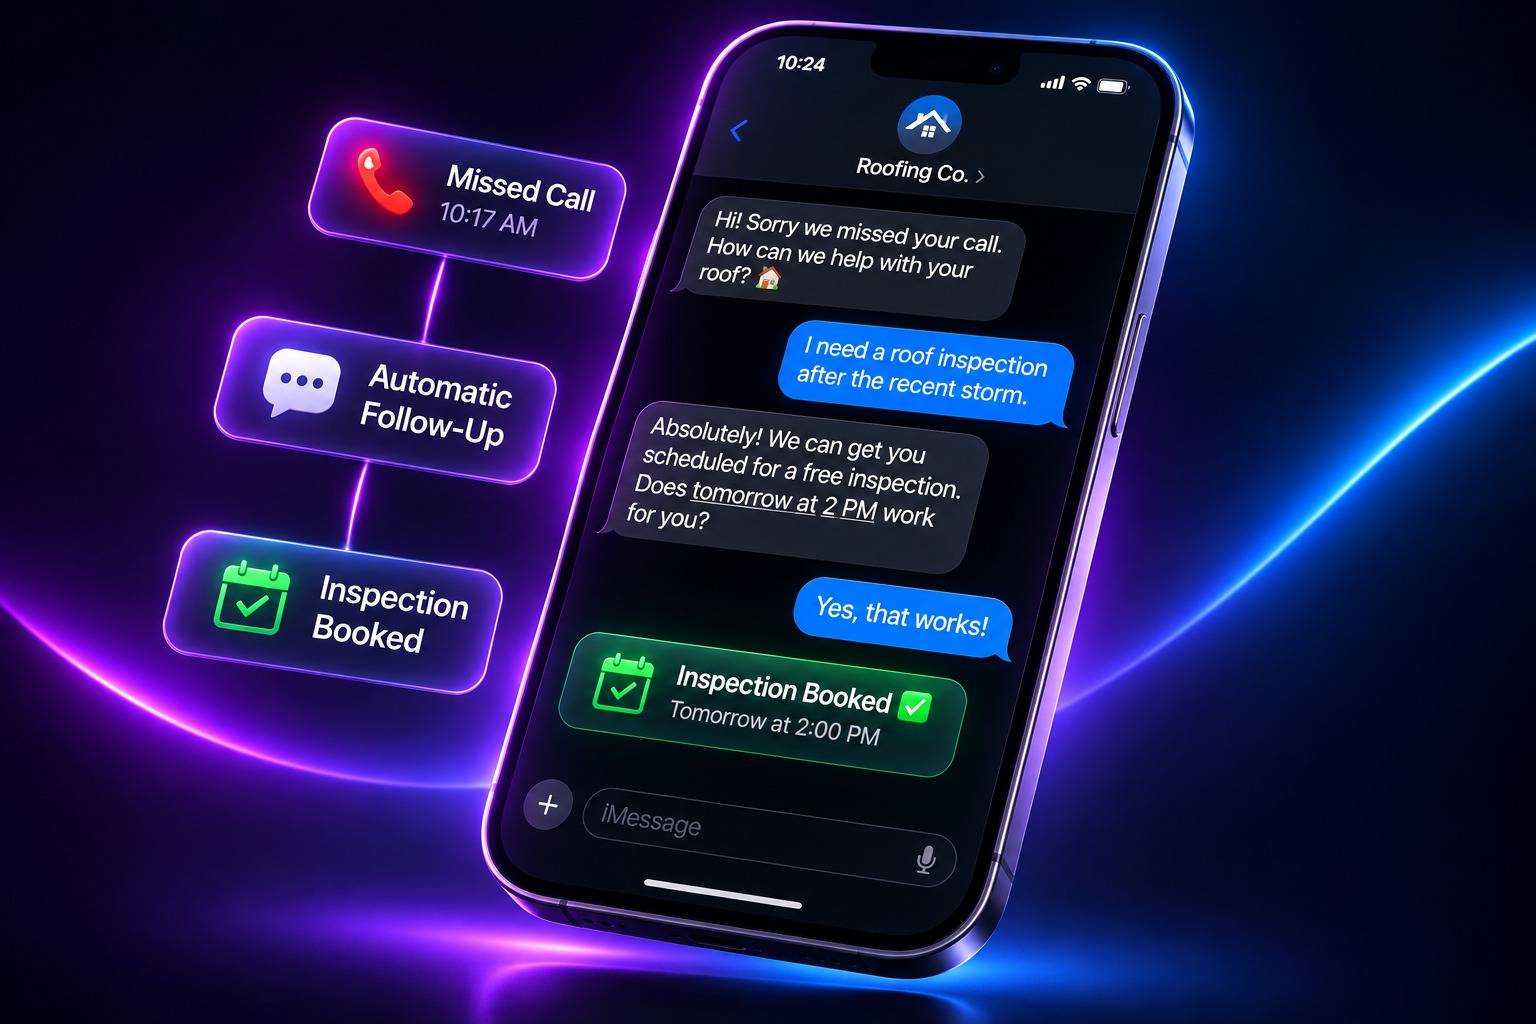 Missed Call
10:17 AM
Automatic
Follow-Up
Inspection
Booked
10:24
Roofing Co.
Hi! Sorry we missed your call.
How can we help with your
roof? 🏠
I need a roof inspection
after the recent storm.
Absolutely! We can get you
scheduled for a free inspection.
Does tomorrow at 2 PM work
for you?
Yes, that works!
Inspection Booked ✅
Tomorrow at 2:00 PM
iMessage